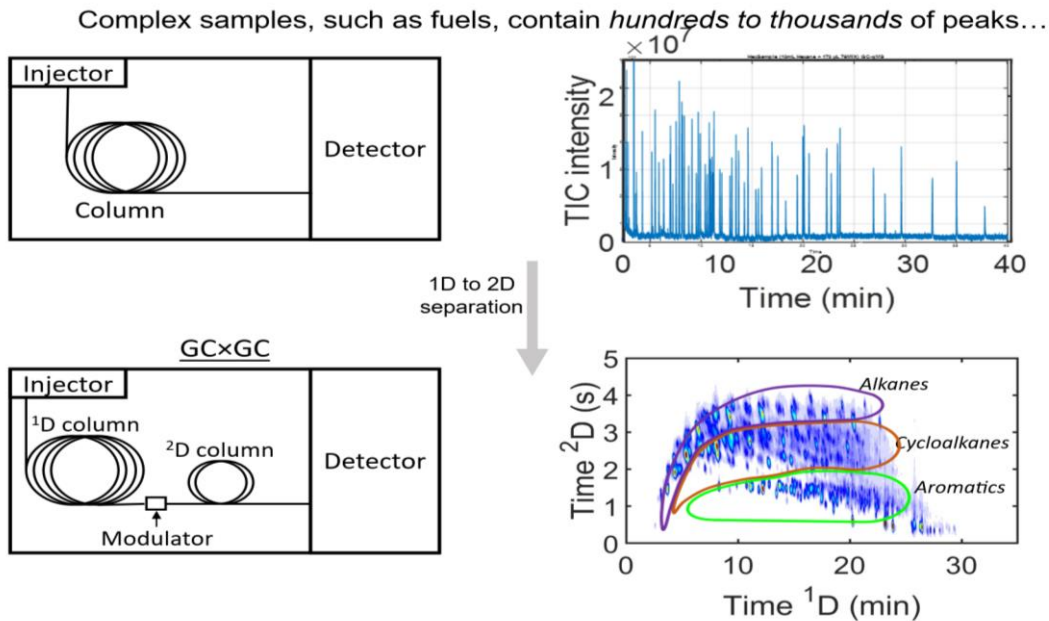 Complex samples, such as fuels, contain hundreds to thousands of peaks…
Injector
Column
Detector
×10⁷
TIC intensity
2
1
0
0
10
20
30
40
Time (min)
1D to 2D
separation
GC×GC
Injector
¹D column
²D column
Modulator
Detector
Time ²D (s)
5
4
3
2
1
0
Alkanes
Cycloalkanes
Aromatics
0
10
20
30
Time ¹D (min)